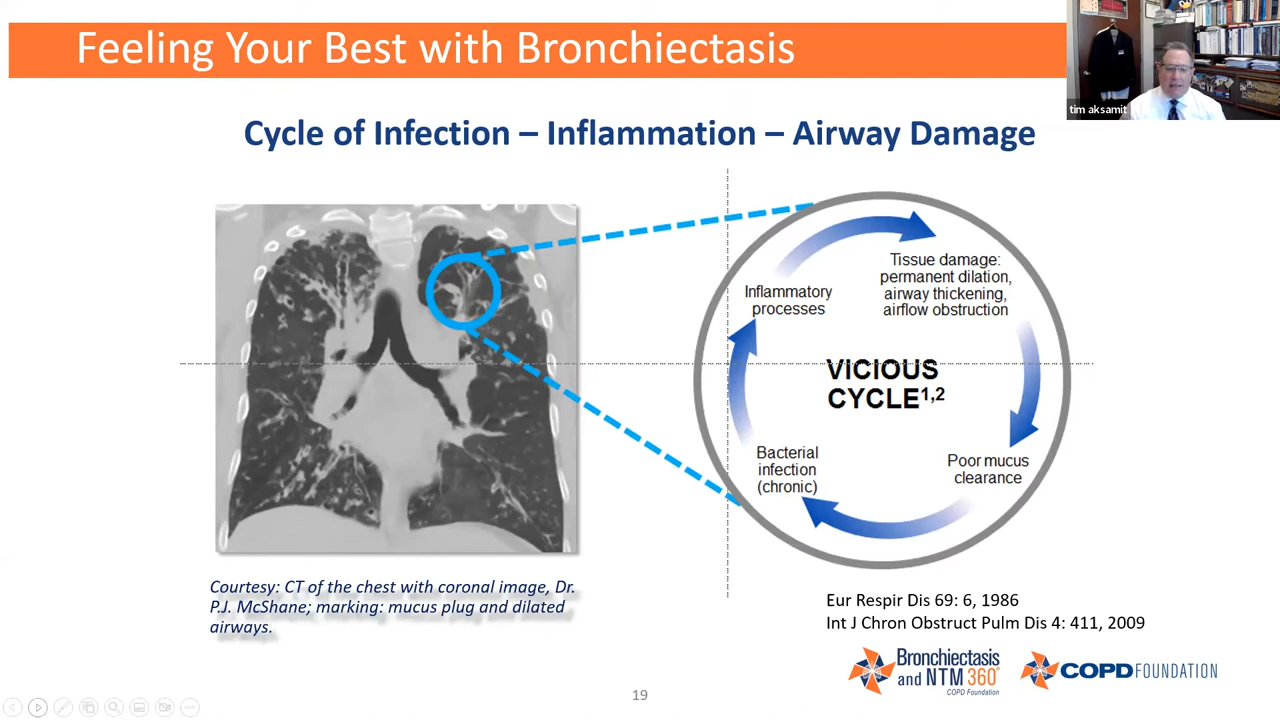 Feeling Your Best with Bronchiectasis
tim aksamit
Cycle of Infection – Inflammation – Airway Damage
Tissue damage:
permanent dilation,
airway thickening,
airflow obstruction
Inflammatory
processes
VICIOUS
CYCLE1,2
Bacterial
infection
(chronic)
Poor mucus
clearance
Courtesy: CT of the chest with coronal image, Dr.
P.J. McShane; marking: mucus plug and dilated
airways.
Eur Respir Dis 69: 6, 1986
Int J Chron Obstruct Pulm Dis 4: 411, 2009
Bronchiectasis
and NTM 360°
COPD Foundation
COPD FOUNDATION
19